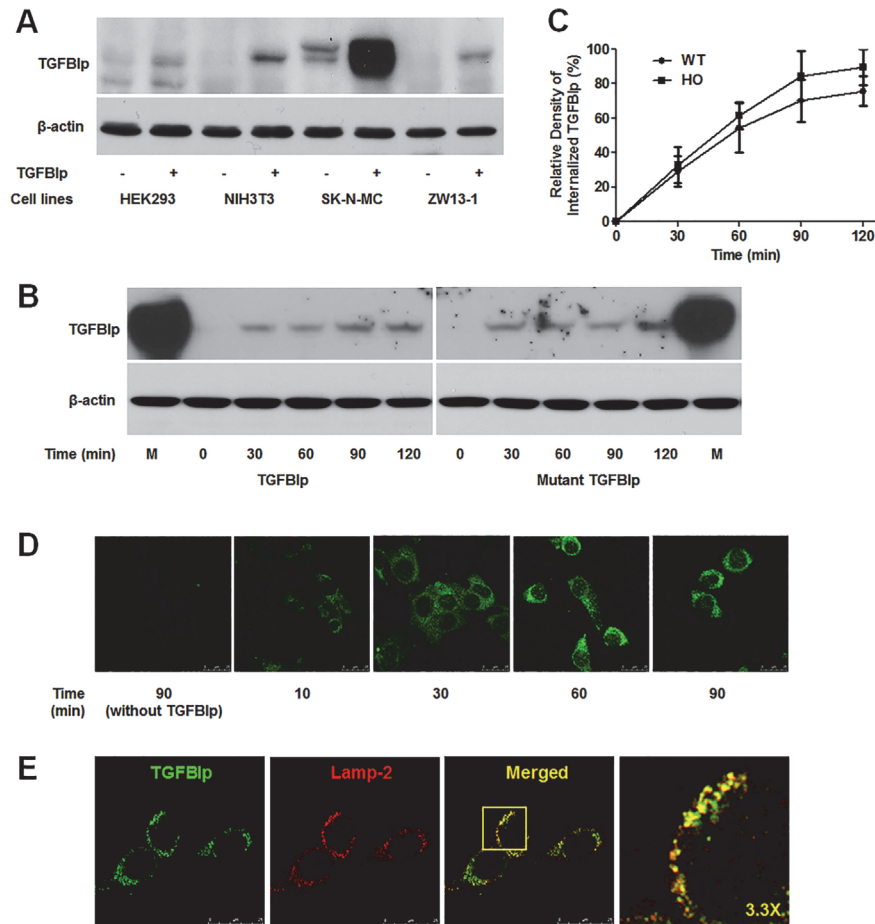 A
TGFBIp
β-actin
TGFBIp - + - + - + - +
Cell lines HEK293 NIH3T3 SK-N-MC ZW13-1
C
Relative Density of
Internalized TGFBIp (%)
100
80
60
40
20
0
WT
HO
0 30 60 90 120
Time (min)
B
TGFBIp
β-actin
Time (min) M 0 30 60 90 120 0 30 60 90 120 M
TGFBIp Mutant TGFBIp
D
Time 90 10 30 60 90
(min) (without TGFBIp)
E
TGFBIp Lamp-2 Merged
3.3X